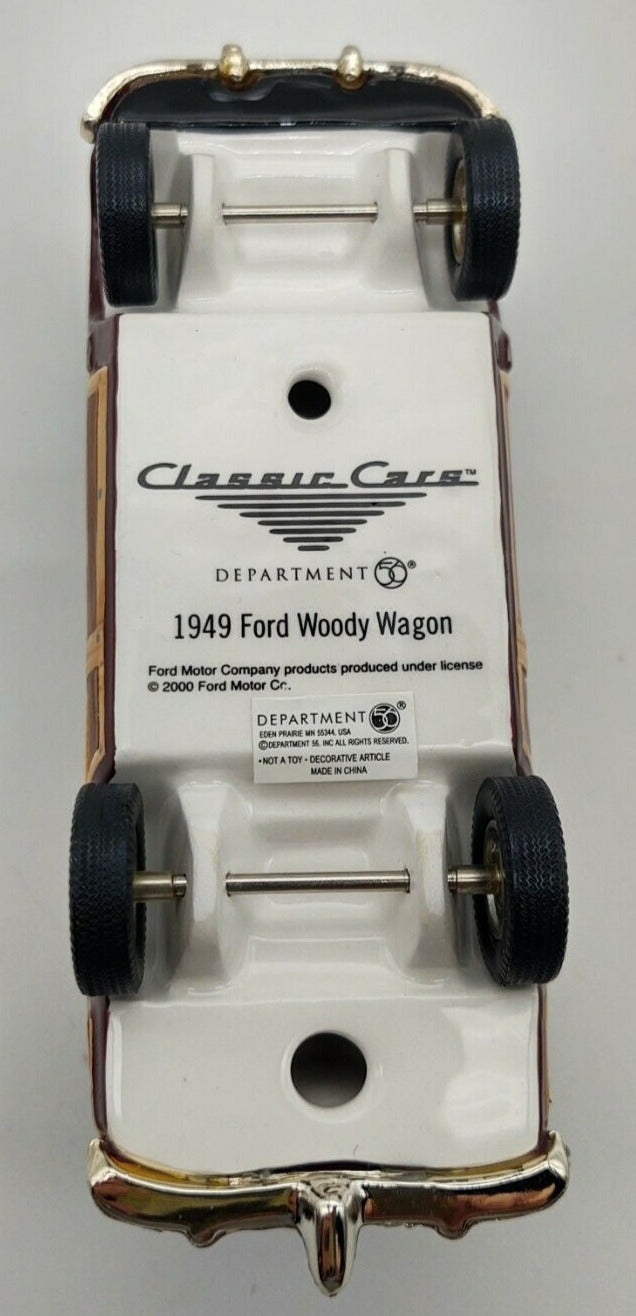 Classic Cars™
DEPARTMENT 56®
1949 Ford Woody Wagon
Ford Motor Company products produced under license
© 2000 Ford Motor Co.
DEPARTMENT 56®
EDEN PRAIRIE MN 55344, USA
©DEPARTMENT 56, INC ALL RIGHTS RESERVED.
•NOT A TOY - DECORATIVE ARTICLE
MADE IN CHINA